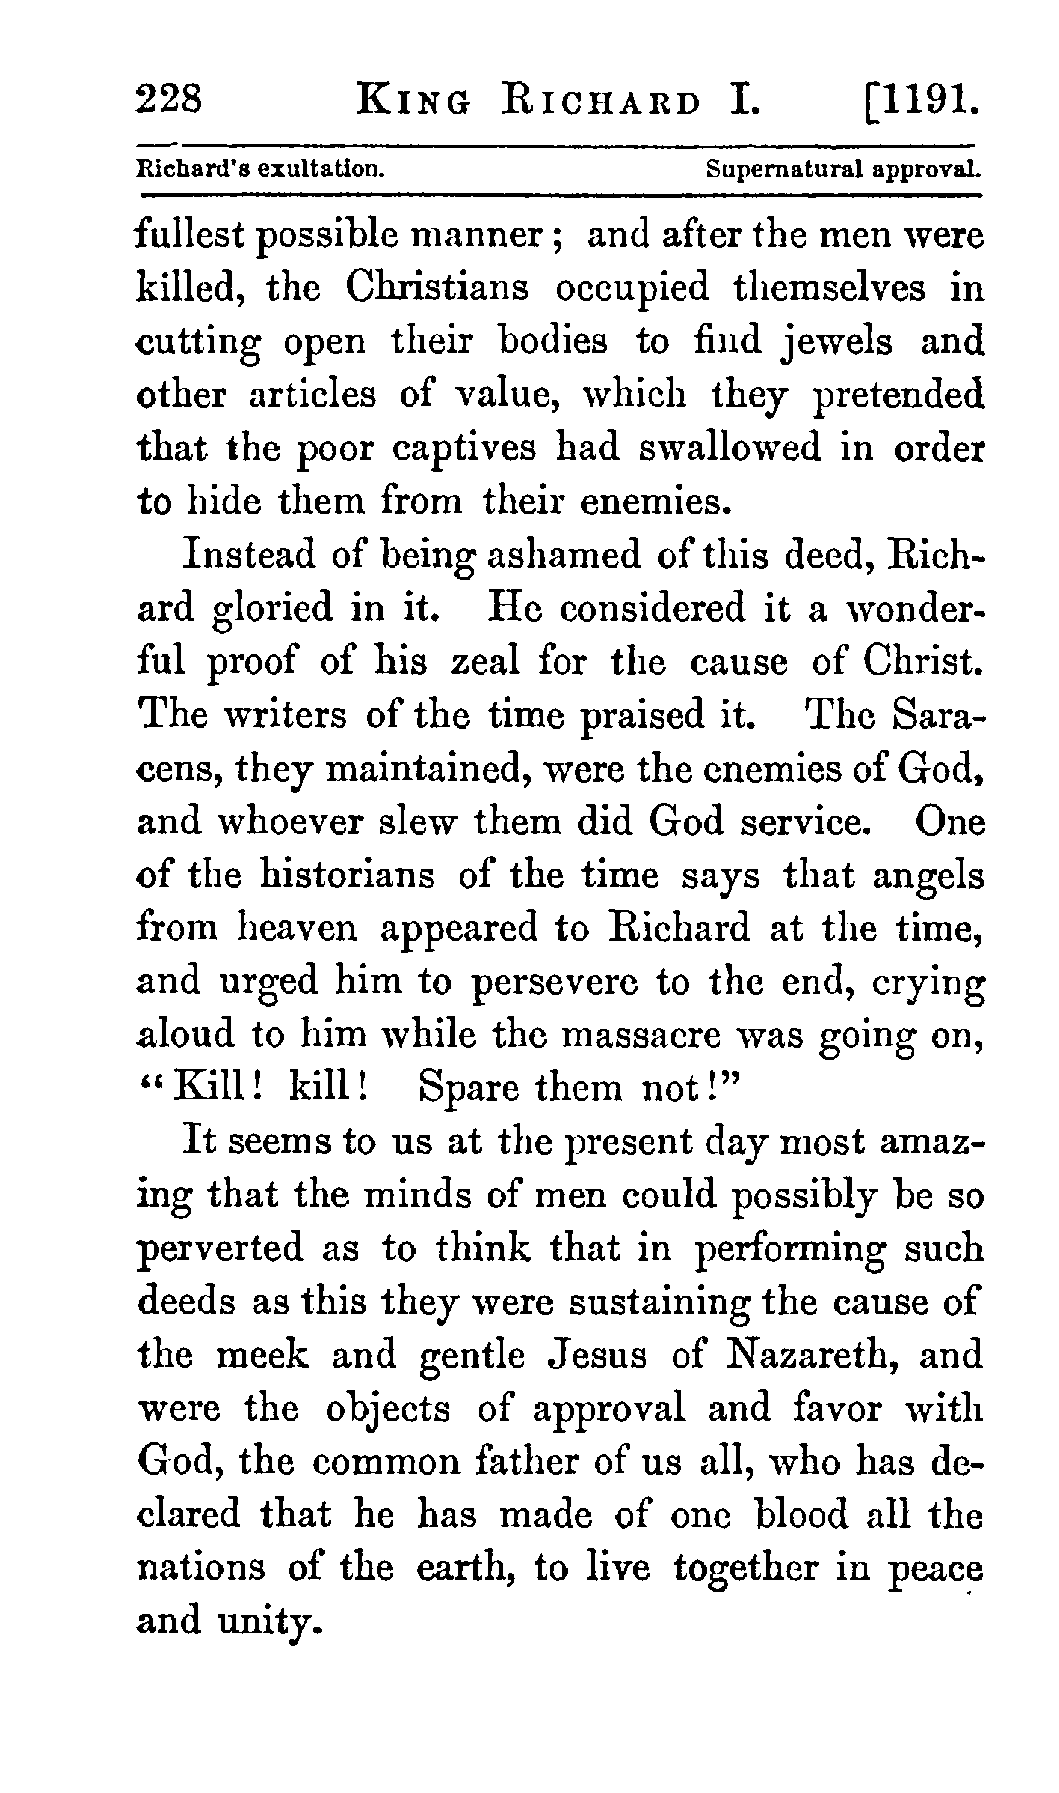 228 KING RICHARD I. [1191.
Richard's exultation. Supernatural approval.
fullest possible manner; and after the men were
killed, the Christians occupied themselves in
cutting open their bodies to find jewels and
other articles of value, which they pretended
that the poor captives had swallowed in order
to hide them from their enemies.
Instead of being ashamed of this deed, Rich-
ard gloried in it. He considered it a wonder-
ful proof of his zeal for the cause of Christ.
The writers of the time praised it. The Sara-
cens, they maintained, were the enemies of God,
and whoever slew them did God service. One
of the historians of the time says that angels
from heaven appeared to Richard at the time,
and urged him to persevere to the end, crying
aloud to him while the massacre was going on,
"Kill! kill! Spare them not!"
It seems to us at the present day most amaz-
ing that the minds of men could possibly be so
perverted as to think that in performing such
deeds as this they were sustaining the cause of
the meek and gentle Jesus of Nazareth, and
were the objects of approval and favor with
God, the common father of us all, who has de-
clared that he has made of one blood all the
nations of the earth, to live together in peace
and unity.